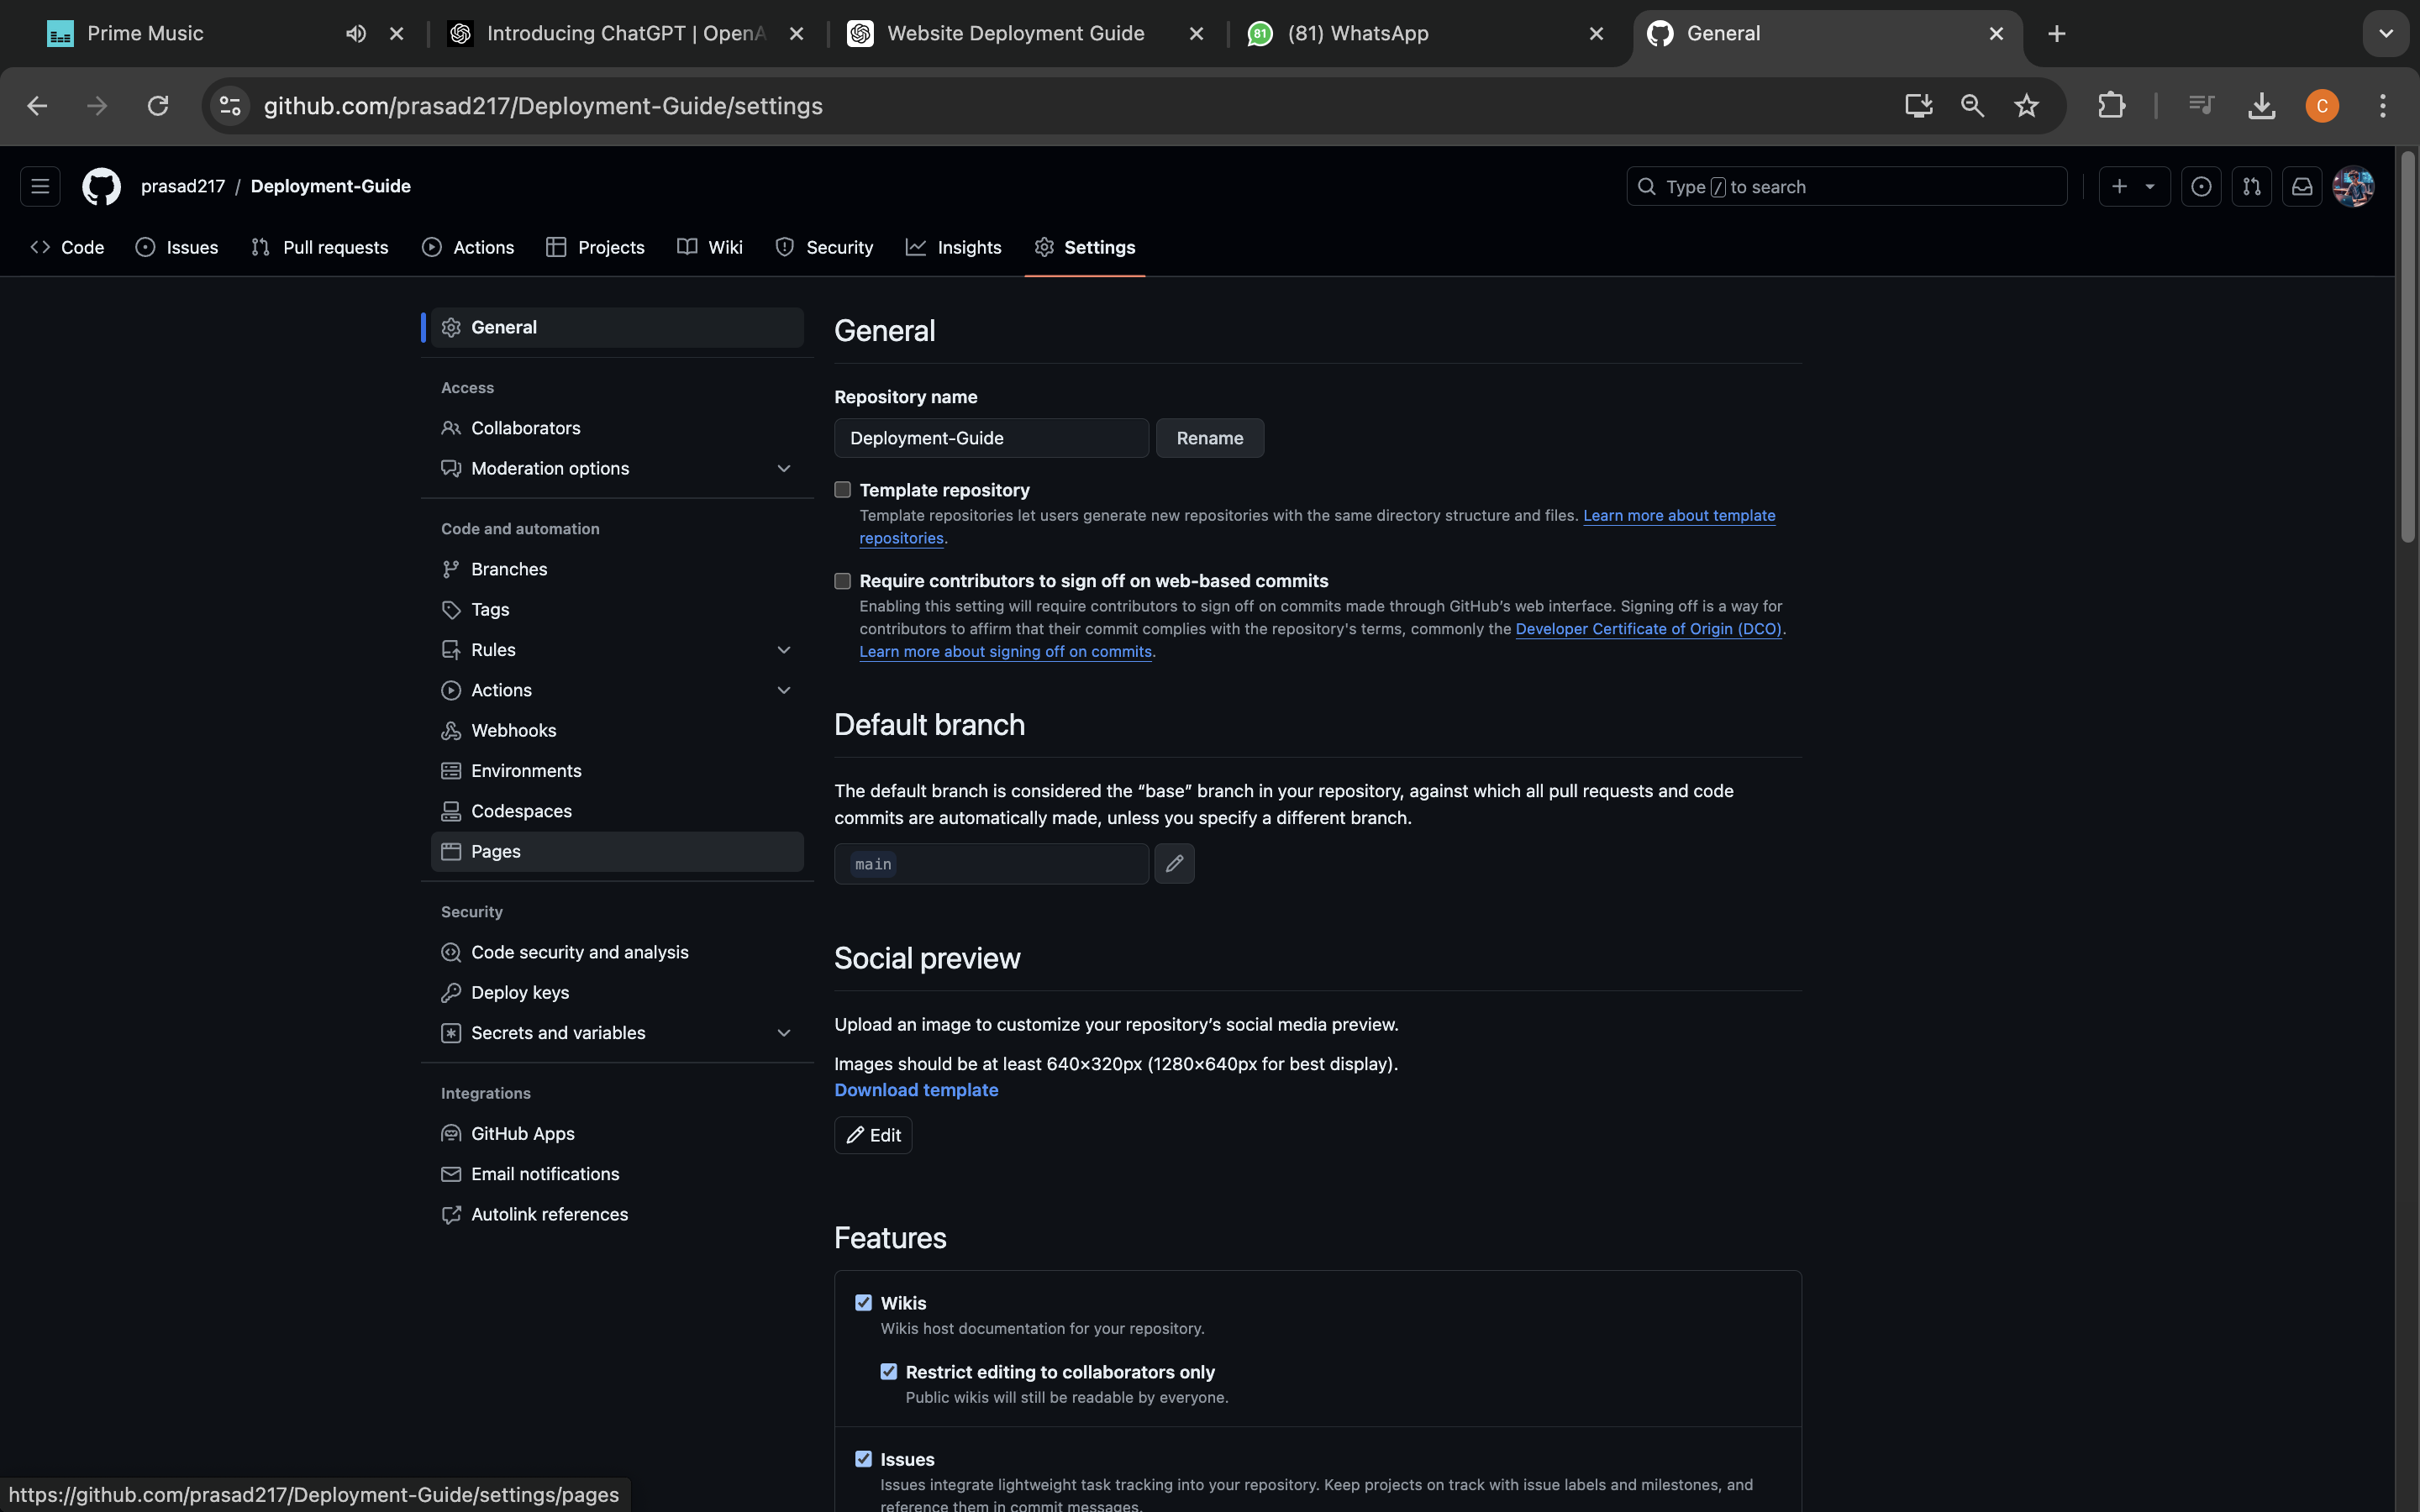 Prime Music
Introducing ChatGPT | OpenA
Website Deployment Guide
81
(81) WhatsApp
General
github.com/prasad217/Deployment-Guide/settings
C
prasad217 / Deployment-Guide
Type / to search
Code
Issues
Pull requests
Actions
Projects
Wiki
Security
Insights
Settings
General
Access
Collaborators
Moderation options
Code and automation
Branches
Tags
Rules
Actions
Webhooks
Environments
Codespaces
Pages
Security
Code security and analysis
Deploy keys
Secrets and variables
Integrations
GitHub Apps
Email notifications
Autolink references
General
Repository name
Deployment-Guide
Rename
Template repository
Template repositories let users generate new repositories with the same directory structure and files. Learn more about template
repositories.
Require contributors to sign off on web-based commits
Enabling this setting will require contributors to sign off on commits made through GitHub's web interface. Signing off is a way for
contributors to affirm that their commit complies with the repository's terms, commonly the Developer Certificate of Origin (DCO).
Learn more about signing off on commits.
Default branch
The default branch is considered the “base” branch in your repository, against which all pull requests and code
commits are automatically made, unless you specify a different branch.
main
Social preview
Upload an image to customize your repository’s social media preview.
Images should be at least 640×320px (1280×640px for best display).
Download template
Edit
Features
Wikis
Wikis host documentation for your repository.
Restrict editing to collaborators only
Public wikis will still be readable by everyone.
Issues
Issues integrate lightweight task tracking into your repository. Keep projects on track with issue labels and milestones, and
reference them in commit messages.
https://github.com/prasad217/Deployment-Guide/settings/pages